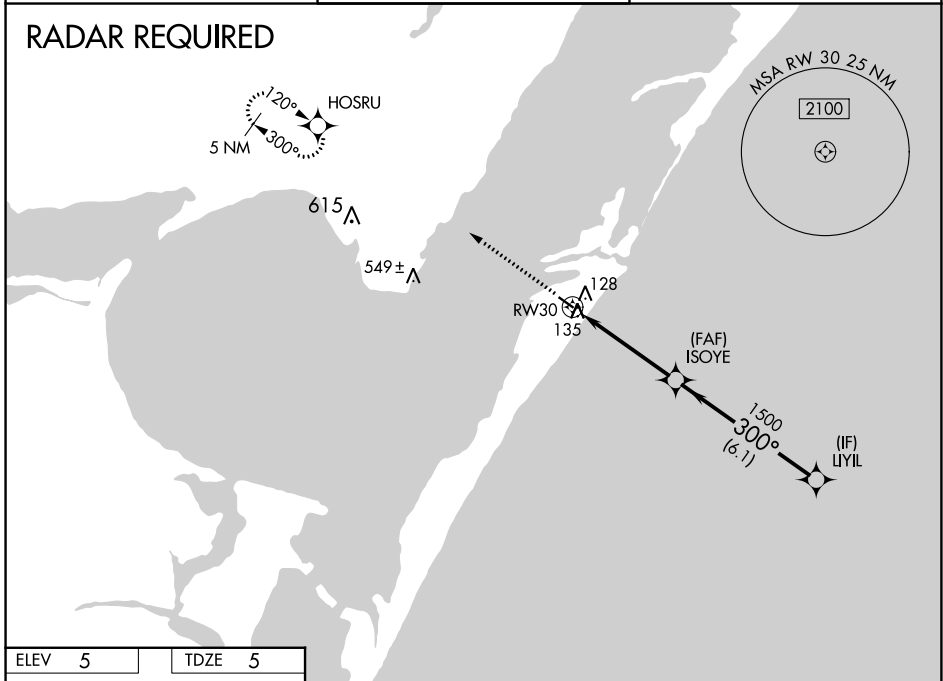 RADAR REQUIRED
MSA RW 30 25 NM
2100
HOSRU
120°
300°
5 NM
615
549 ±
128
RW30
135
(FAF)
ISOYE
1500
300°
(6.1)
(IF)
LIYIL
ELEV 5
TDZE 5